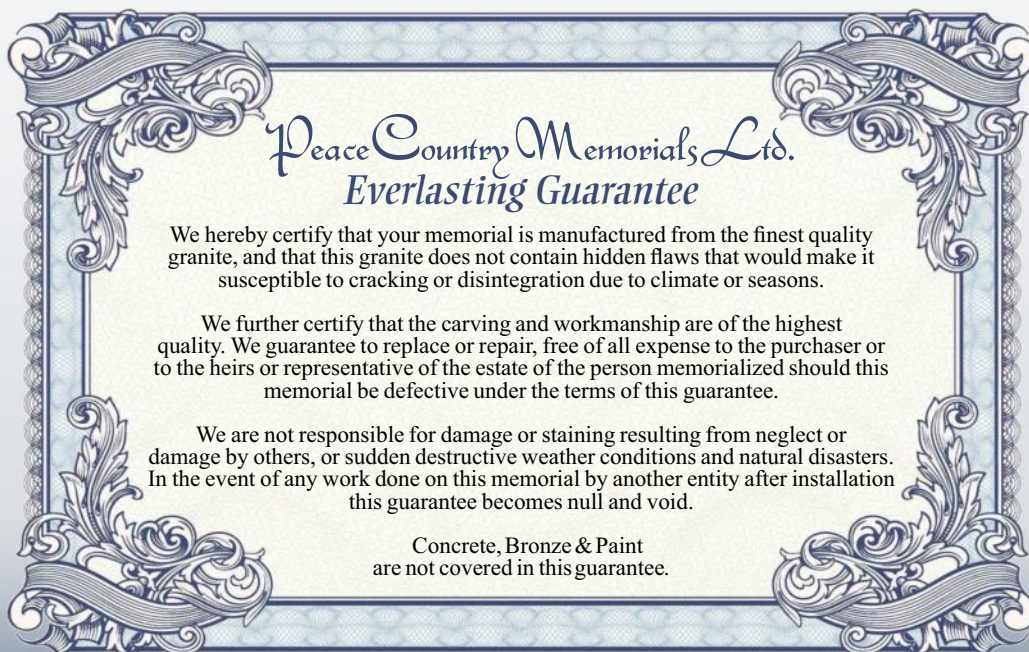 Peace Country Memorials Ltd.
Everlasting Guarantee
We hereby certify that your memorial is manufactured from the finest quality
granite, and that this granite does not contain hidden flaws that would make it
susceptible to cracking or disintegration due to climate or seasons.
We further certify that the carving and workmanship are of the highest
quality. We guarantee to replace or repair, free of all expense to the purchaser or
to the heirs or representative of the estate of the person memorialized should this
memorial be defective under the terms of this guarantee.
We are not responsible for damage or staining resulting from neglect or
damage by others, or sudden destructive weather conditions and natural disasters.
In the event of any work done on this memorial by another entity after installation
this guarantee becomes null and void.
Concrete, Bronze & Paint
are not covered in this guarantee.